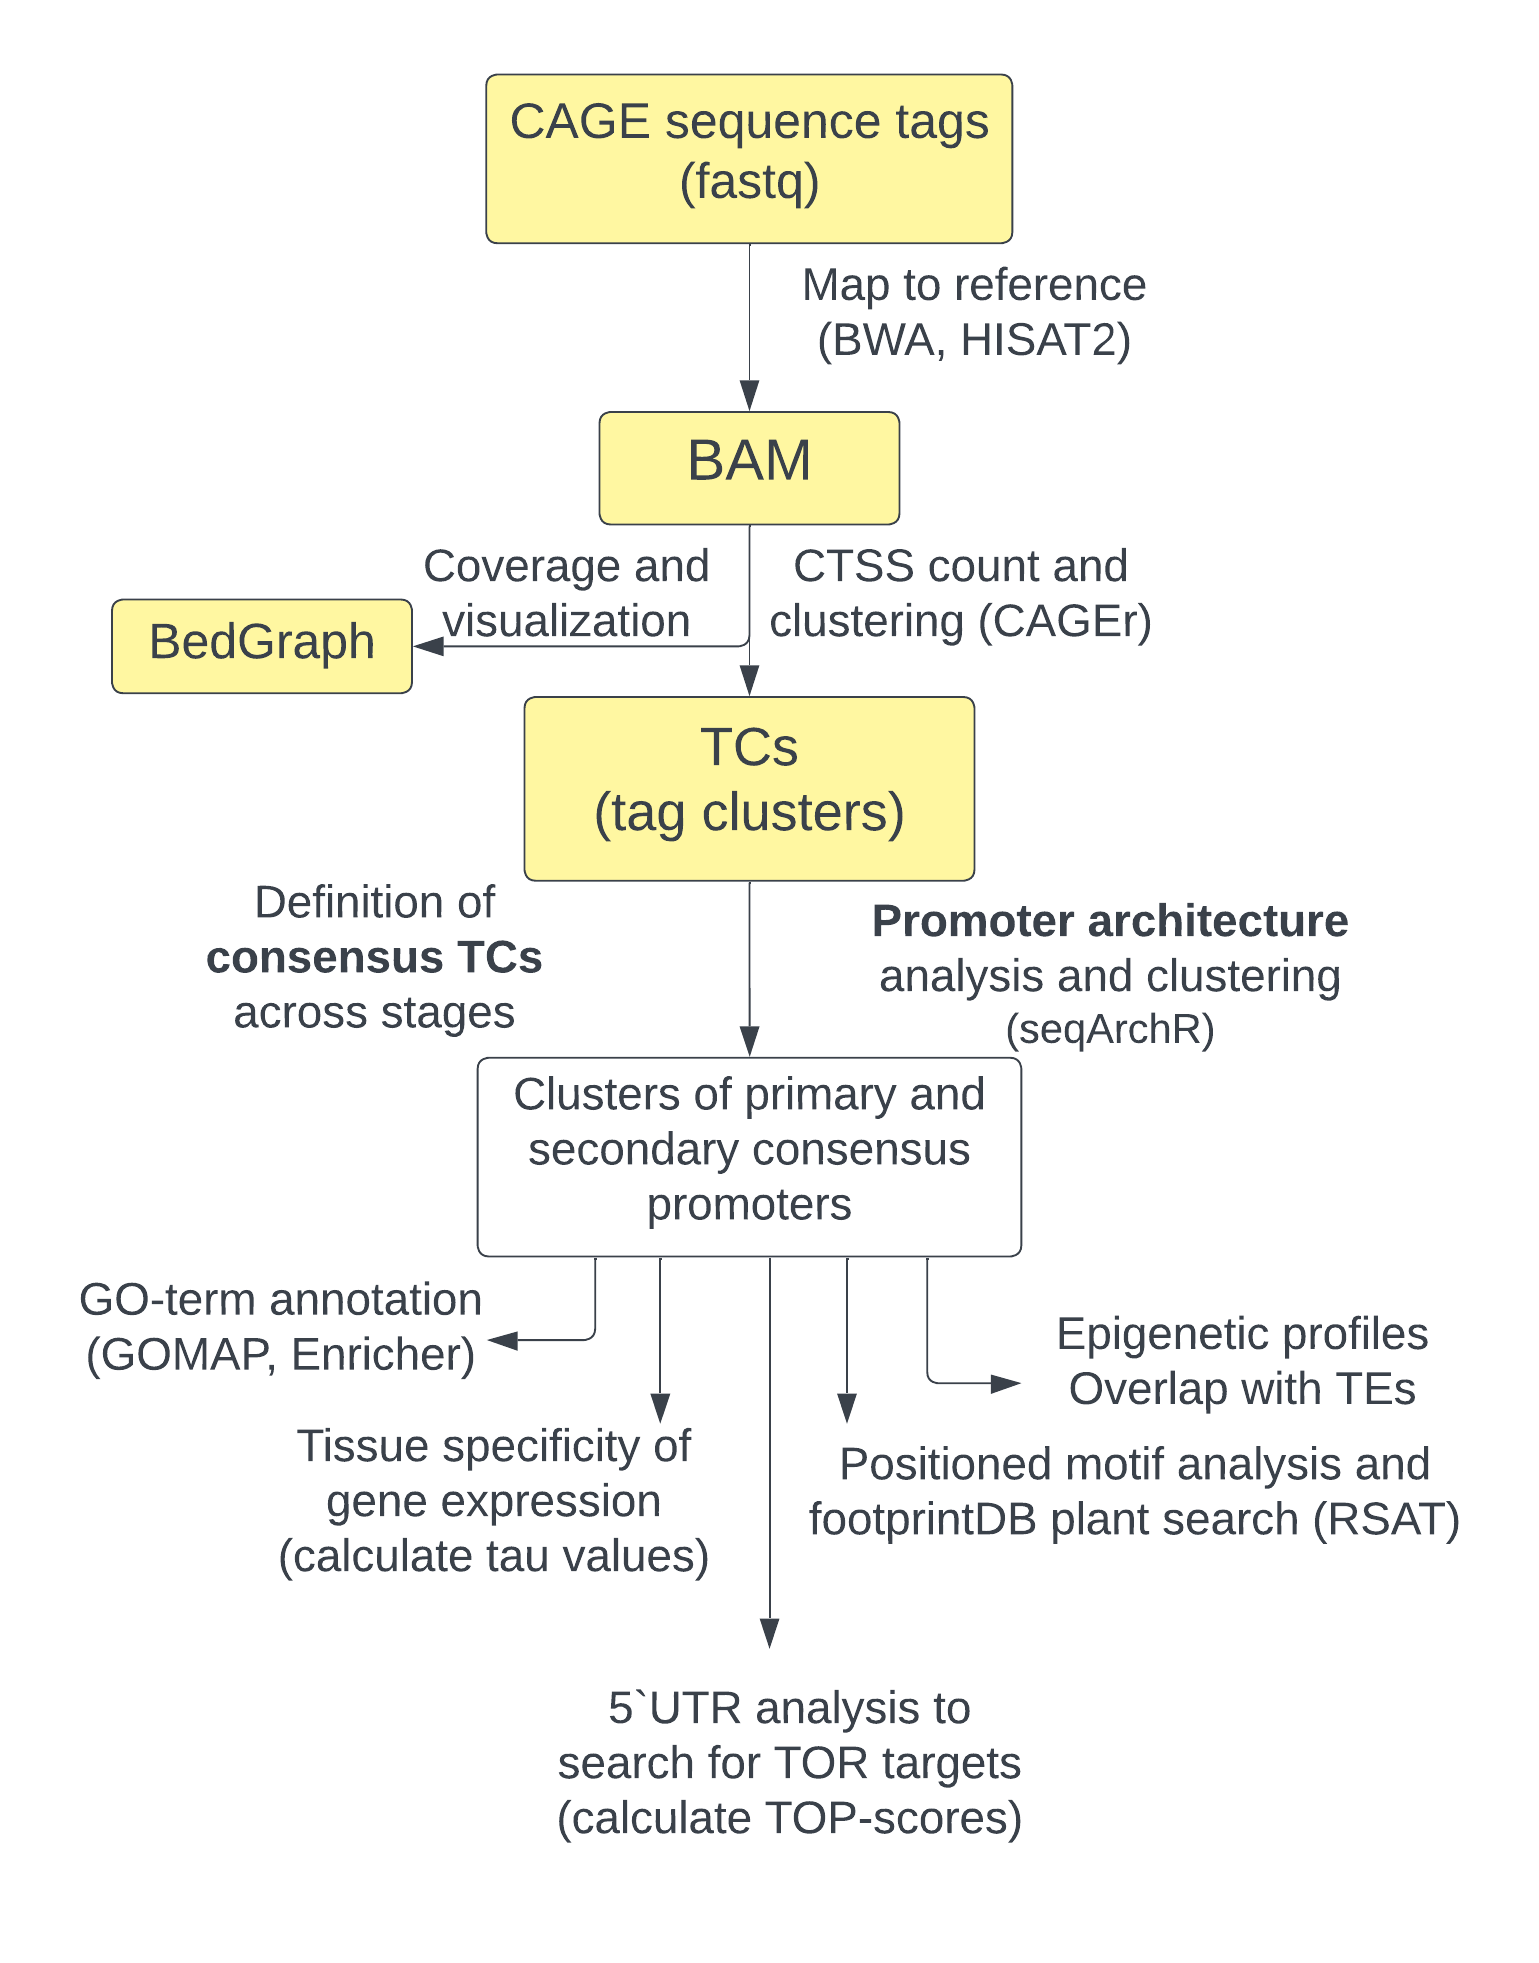 CAGE sequence tags
(fastq)
Map to reference
(BWA, HISAT2)
BAM
Coverage and
visualization
CTSS count and
clustering (CAGEr)
BedGraph
TCs
(tag clusters)
Definition of
consensus TCs
across stages
Promoter architecture
analysis and clustering
(seqArchR)
Clusters of primary and
secondary consensus
promoters
GO-term annotation
(GOMAP, Enricher)
Epigenetic profiles
Overlap with TEs
Tissue specificity of
gene expression
(calculate tau values)
Positioned motif analysis and
footprintDB plant search (RSAT)
5`UTR analysis to
search for TOR targets
(calculate TOP-scores)